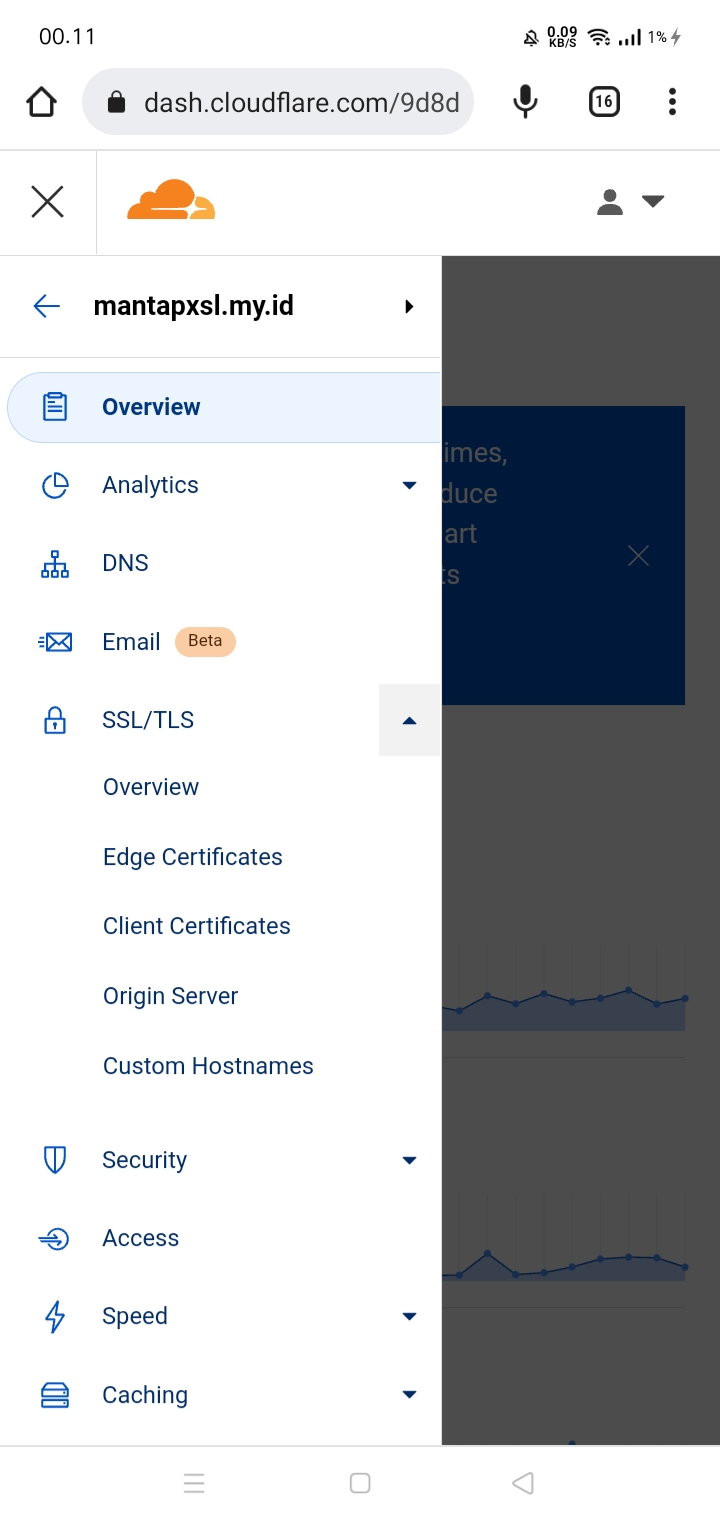 00.11
0.09
KB/S
1%
dash.cloudflare.com/9d8d
16
mantapxsl.my.id
Overview
imes,
Analytics
duce
art
DNS
Email Beta
SSL/TLS
Overview
Edge Certificates
Client Certificates
Origin Server
Custom Hostnames
Security
Access
Speed
Caching